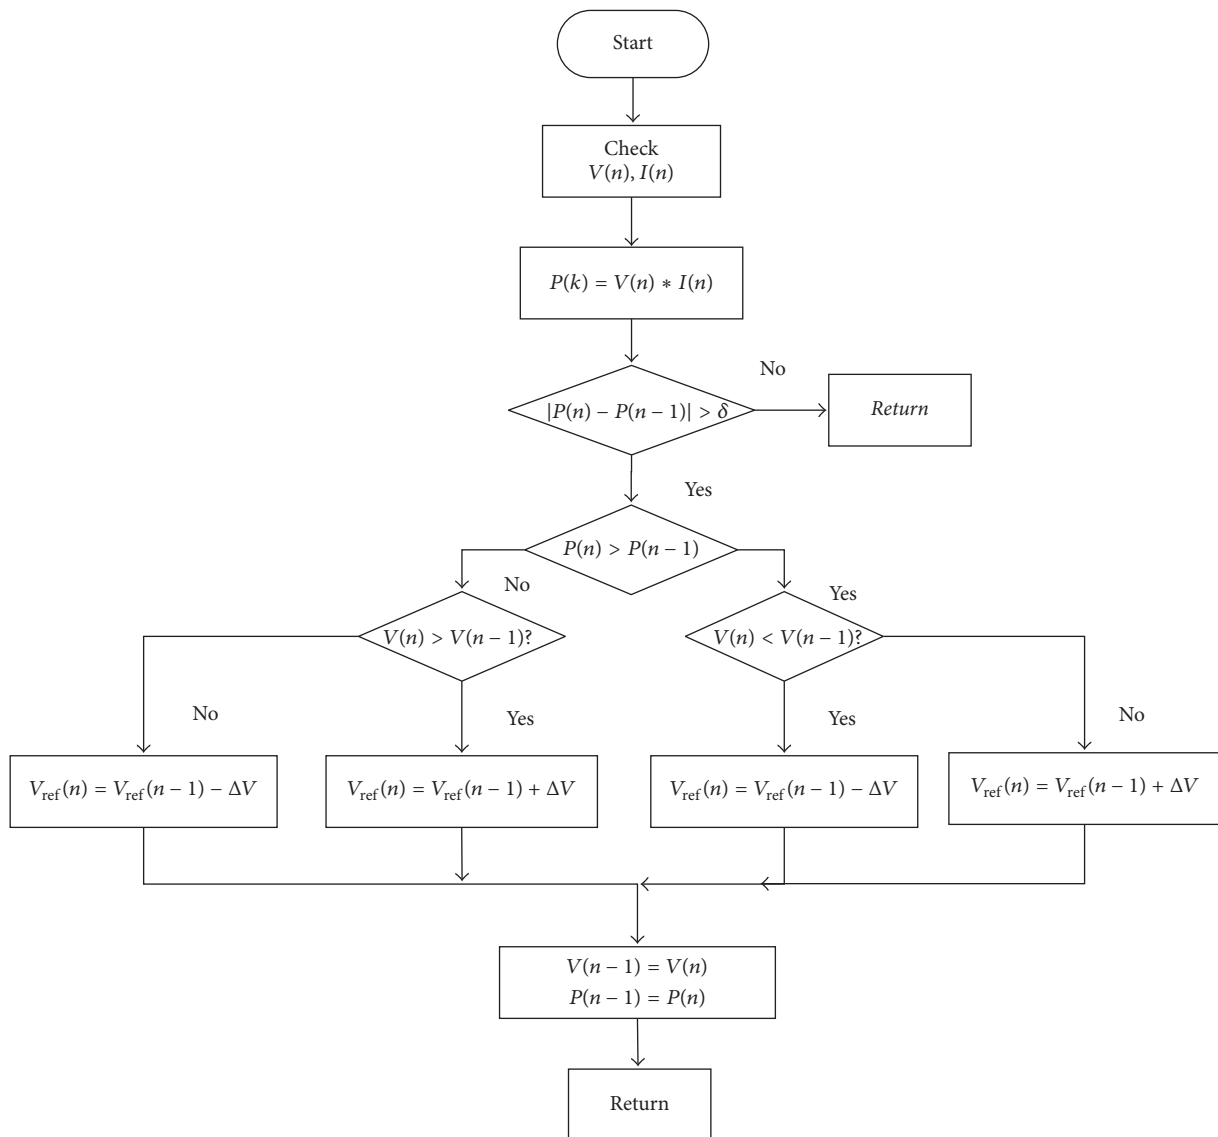 Start
Check
V(n), I(n)
P(k) = V(n) ∗ I(n)
No
|P(n) − P(n − 1)| > δ
Return
Yes
P(n) > P(n − 1)
No
Yes
V(n) > V(n − 1)?
V(n) < V(n − 1)?
No
Yes
Yes
No
V_ref(n) = V_ref(n − 1) − ΔV
V_ref(n) = V_ref(n − 1) + ΔV
V_ref(n) = V_ref(n − 1) − ΔV
V_ref(n) = V_ref(n − 1) + ΔV
V(n − 1) = V(n)
P(n − 1) = P(n)
Return